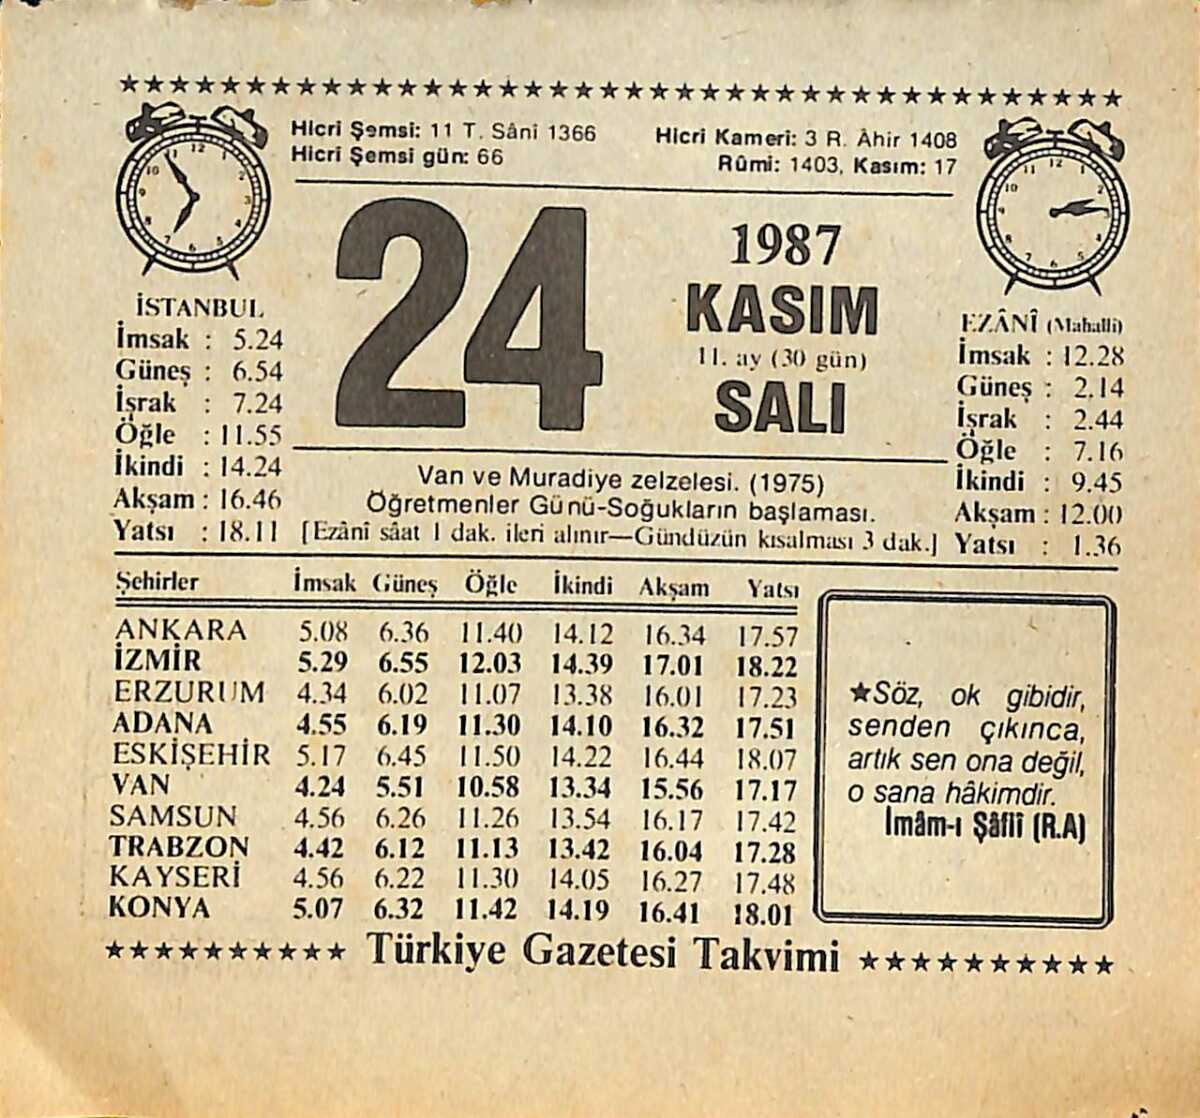 Hicrî Şemsî: 11 T. Sâni 1366
Hicrî Şemsî gün: 66
Hicrî Kamerî: 3 R. Âhir 1408
Rûmî: 1403, Kasım: 17
24
1987
KASIM
11. ay (30 gün)
SALI
İSTANBUL
İmsak : 5.24
Güneş : 6.54
İşrak : 7.24
Öğle : 11.55
İkindi : 14.24
Akşam : 16.46
Yatsı : 18.11
EZÂNÎ (Mahallî)
İmsak : 12.28
Güneş : 2.14
İşrak : 2.44
Öğle : 7.16
İkindi : 9.45
Akşam : 12.00
Yatsı : 1.36
Van ve Muradiye zelzelesi. (1975)
Öğretmenler Günü-Soğukların başlaması.
[Ezânî sâat 1 dak. ileri alınır—Gündüzün kısalması 3 dak.]
Şehirler İmsak Güneş Öğle İkindi Akşam Yatsı
ANKARA 5.08 6.36 11.40 14.12 16.34 17.57
İZMİR 5.29 6.55 12.03 14.39 17.01 18.22
ERZURUM 4.34 6.02 11.07 13.38 16.01 17.23
ADANA 4.55 6.19 11.30 14.10 16.32 17.51
ESKİŞEHİR 5.17 6.45 11.50 14.22 16.44 18.07
VAN 4.24 5.51 10.58 13.34 15.56 17.17
SAMSUN 4.56 6.26 11.26 13.54 16.17 17.42
TRABZON 4.42 6.12 11.13 13.42 16.04 17.28
KAYSERİ 4.56 6.22 11.30 14.05 16.27 17.48
KONYA 5.07 6.32 11.42 14.19 16.41 18.01
★Söz, ok gibidir,
senden çıkınca,
artık sen ona değil,
o sana hâkimdir.
İmâm-ı Şâfiî (R.A)
Türkiye Gazetesi Takvimi